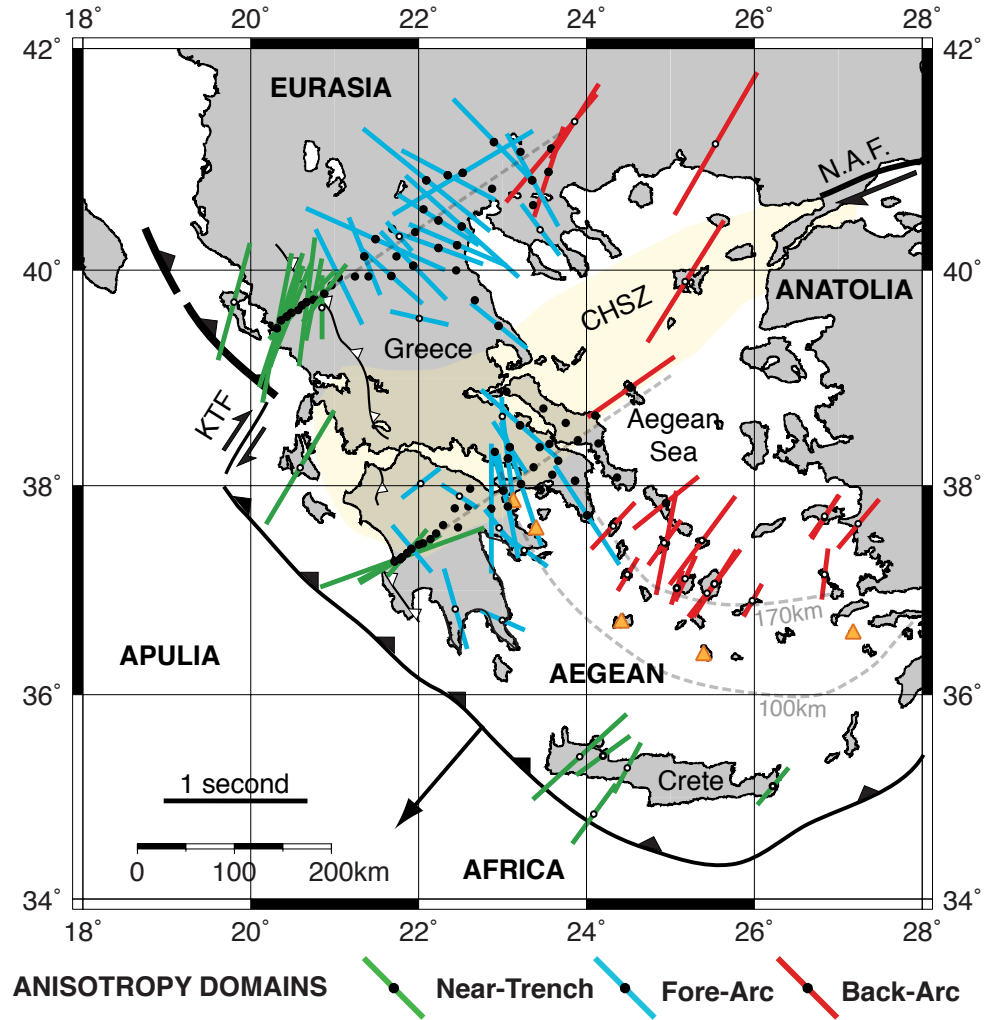 18° 20 22 24 26 28°
42° 42°
EURASIA
N.A.F.
40° 40°
ANATOLIA
CHSZ
Greece
KTF
Aegean
Sea
38° 38°
170km
APULIA
AEGEAN
36° 36°
100km
1 second
Crete
0 100 200km
AFRICA
34° 34°
18° 20 22 24 26 28°
ANISOTROPY DOMAINS Near-Trench Fore-Arc Back-Arc